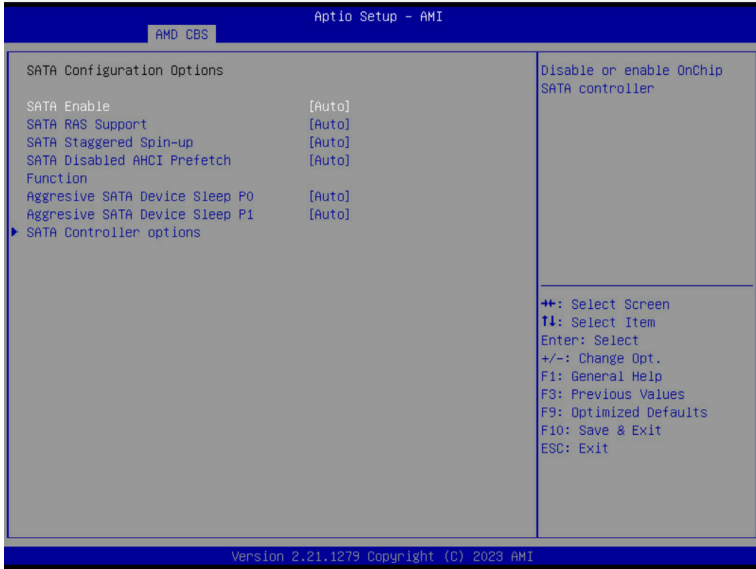 Aptio Setup – AMI
AMD CBS
SATA Configuration Options
SATA Enable [Auto]
SATA RAS Support [Auto]
SATA Staggered Spin-up [Auto]
SATA Disabled AHCI Prefetch [Auto]
Function
Aggresive SATA Device Sleep P0 [Auto]
Aggresive SATA Device Sleep P1 [Auto]
► SATA Controller options
Disable or enable OnChip
SATA controller
→←: Select Screen
↑↓: Select Item
Enter: Select
+/-: Change Opt.
F1: General Help
F3: Previous Values
F9: Optimized Defaults
F10: Save & Exit
ESC: Exit
Version 2.21.1279 Copyright (C) 2023 AMI